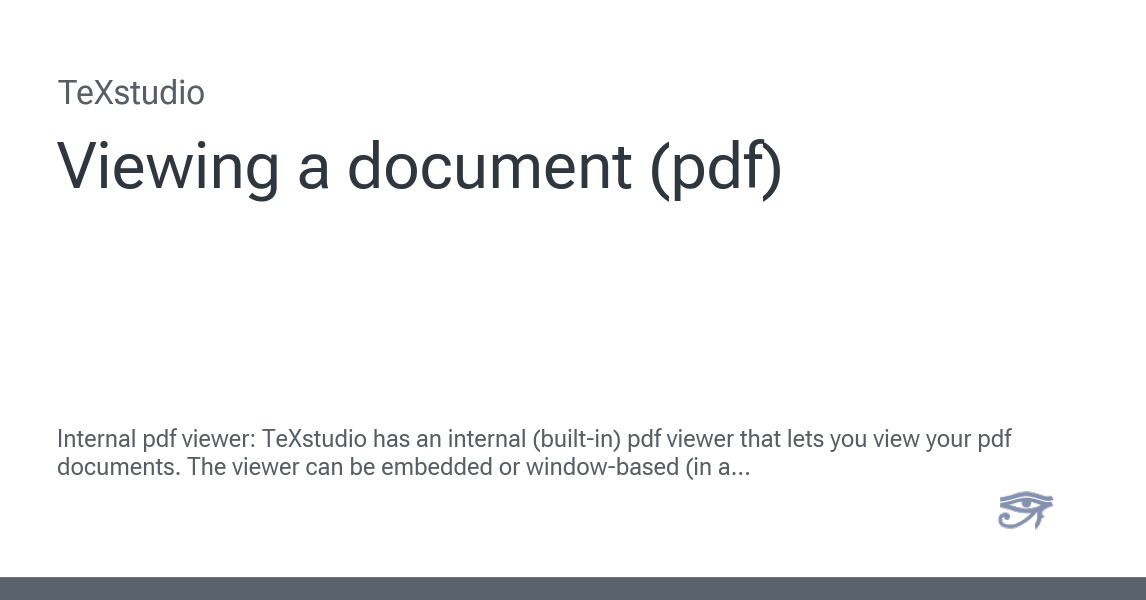 TeXstudio
Viewing a document (pdf)
Internal pdf viewer: TeXstudio has an internal (built-in) pdf viewer that lets you view your pdf
documents. The viewer can be embedded or window-based (in a...